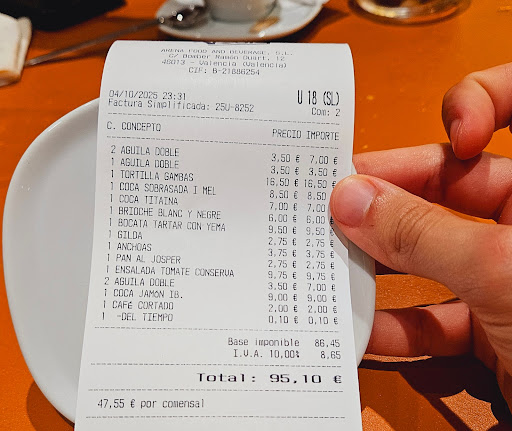 ARENA FOOD AND BEVERAGE, S.L.
C/ Bomber Ramon Duart, 12
46013 - Valencia (Valencia)
CIF: B-21886254
04/10/2025 23:31 U 18 (SL)
Factura Simplificada: 25U-8252 Com: 2
C. CONCEPTO PRECIO IMPORTE
2 AGUILA DOBLE 3,50 € 7,00 €
1 AGUILA DOBLE 3,50 € 3,50 €
1 TORTILLA GAMBAS 16,50 € 16,50 €
1 COCA SOBRASADA I MEL 8,50 € 8,50
1 COCA TITAINA 7,00 € 7,00
1 BRIOCHE BLANC Y NEGRE 6,00 € 6,00 €
1 BOCATA TARTAR CON YEMA 9,50 € 9,50 €
1 GILDA 2,75 € 2,75 €
1 ANCHOAS 3,75 € 3,75 €
1 PAN AL JOSPER 2,75 € 2,75 €
1 ENSALADA TOMATE CONSERVA 9,75 € 9,75 €
2 AGUILA DOBLE 3,50 € 7,00 €
1 COCA JAMÓN IB. 9,00 € 9,00 €
1 CAFÉ CORTADO 2,00 € 2,00 €
1 -DEL TIEMPO 0,10 € 0,10 €
Base imponible 86,45
I.V.A. 10,00% 8,65
Total: 95,10 €
47,55 € por comensal